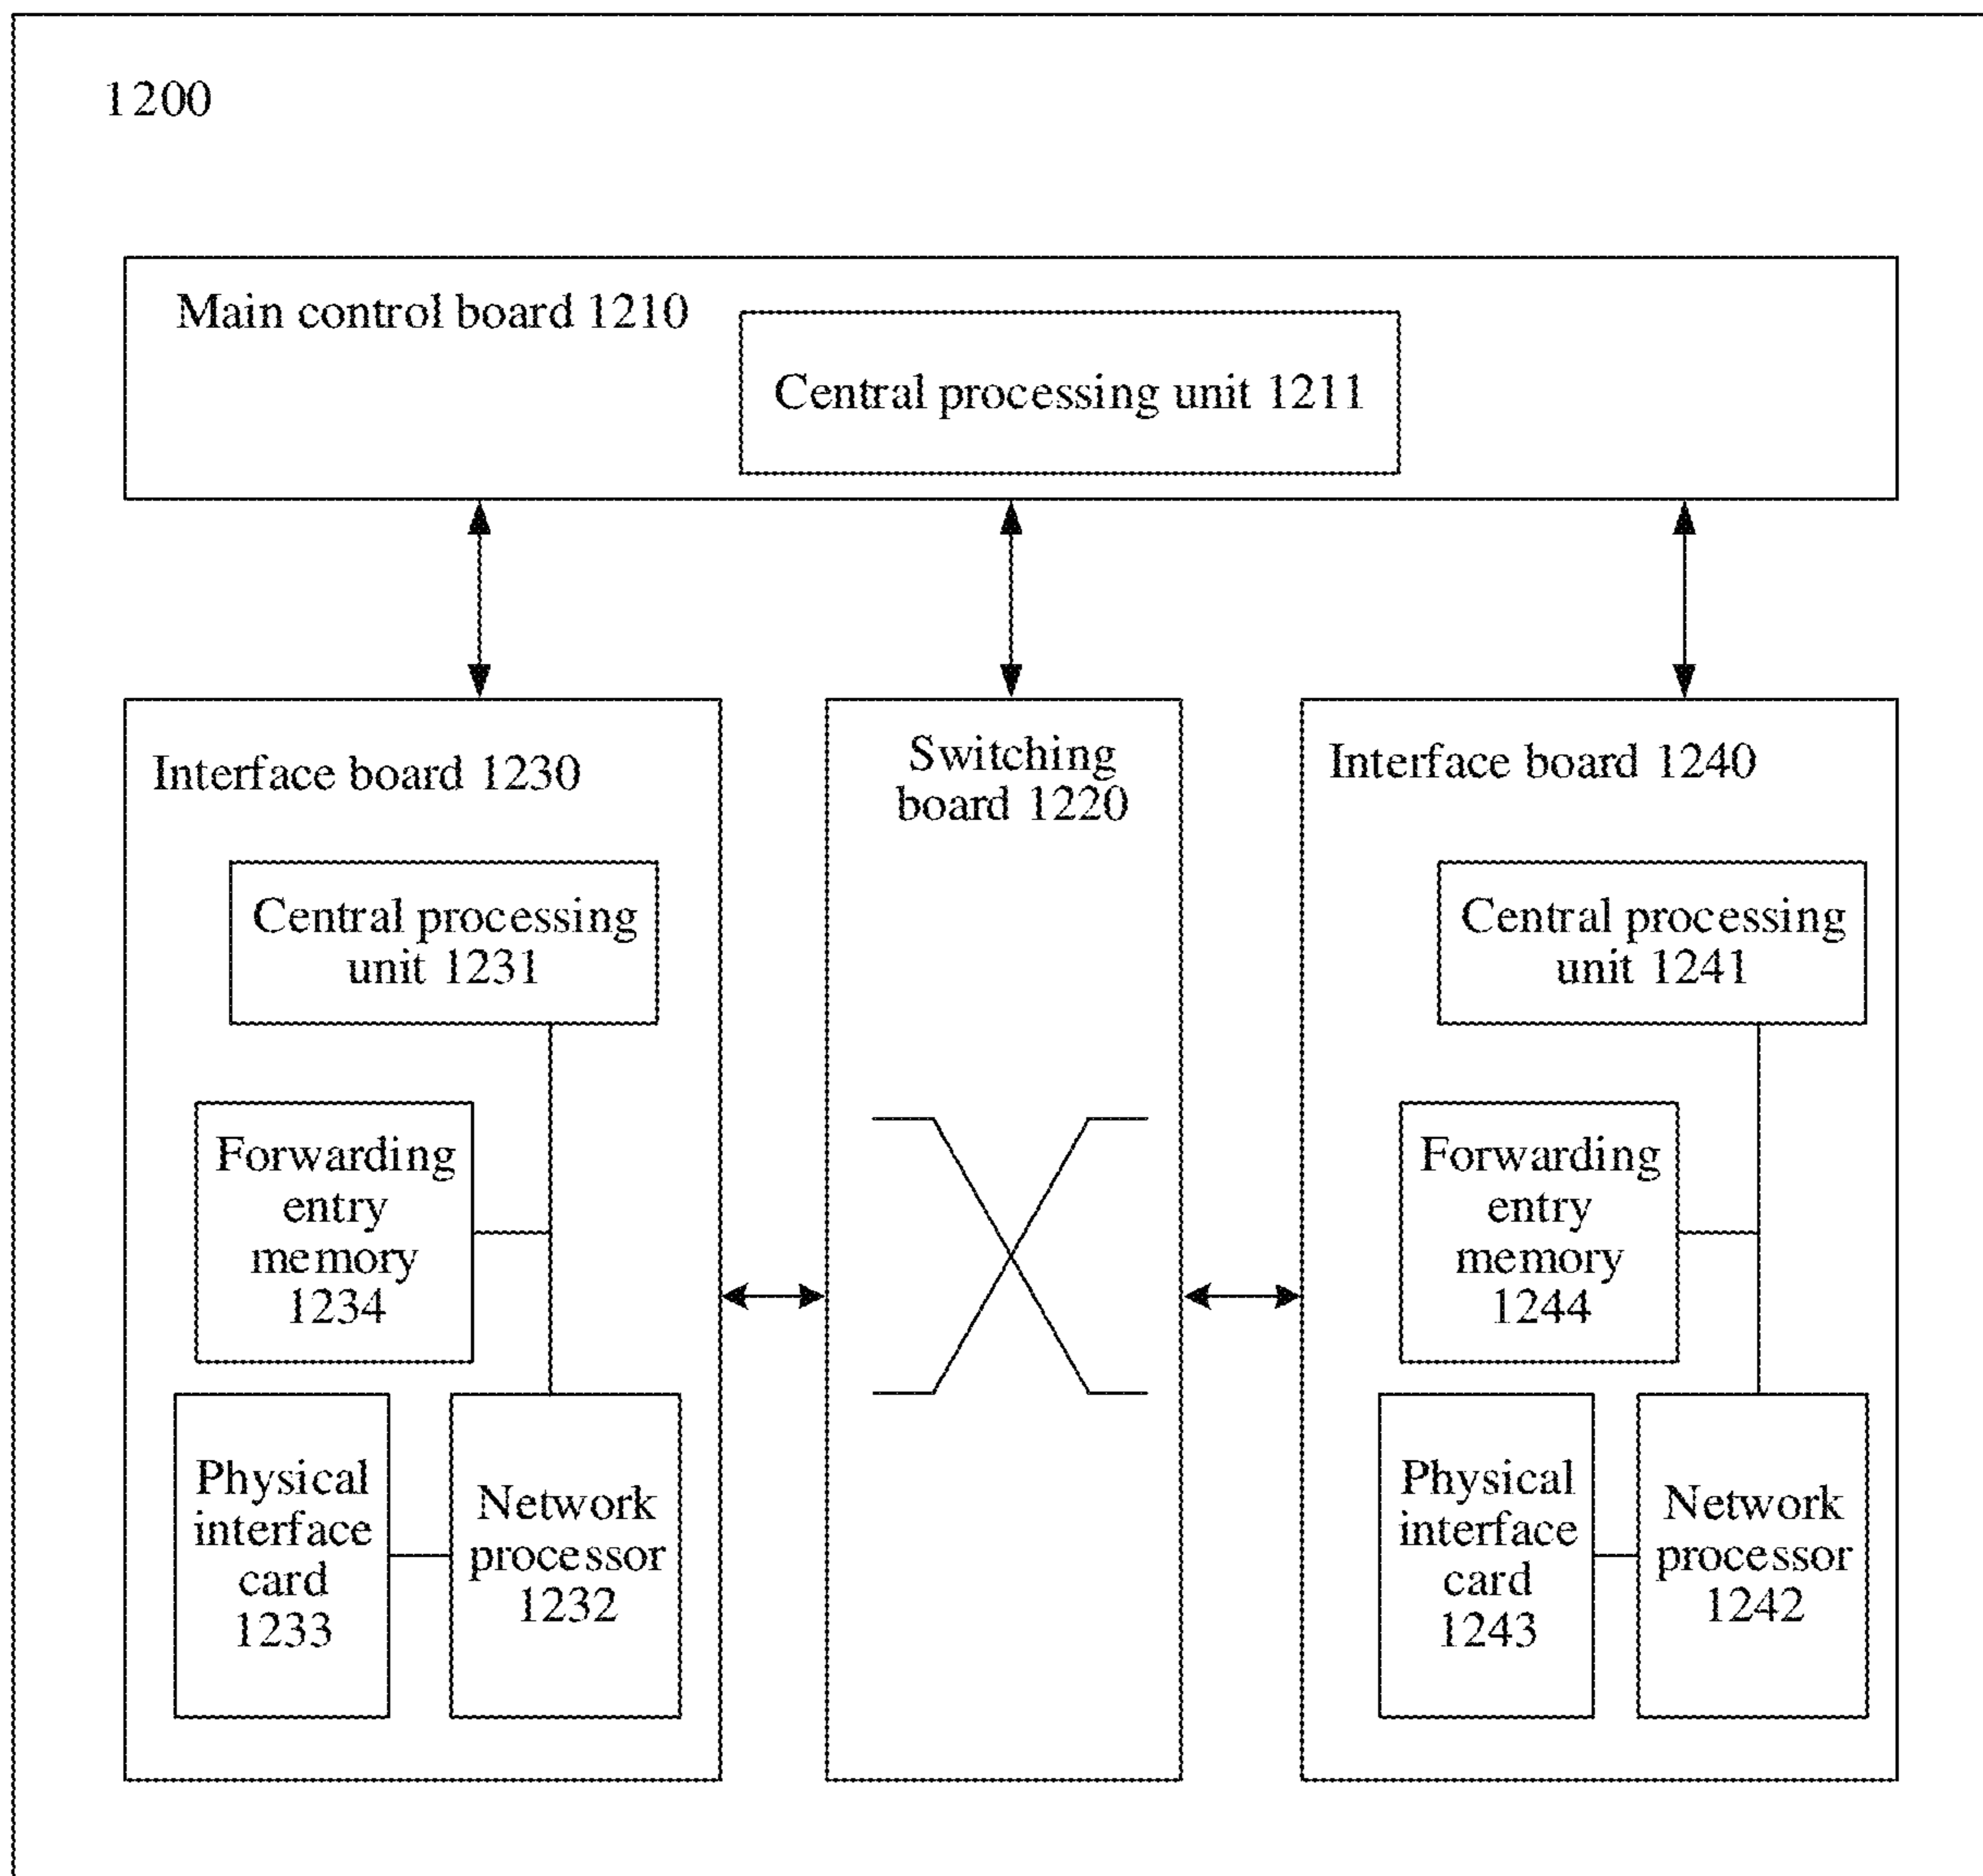 1200
Main control board 1210
Central processing unit 1211
Interface board 1230
Central processing
unit 1231
Forwarding
entry
memory
1234
Physical
interface
card
1233
Network
processor
1232
Switching
board 1220
Interface board 1240
Central processing
unit 1241
Forwarding
entry
memory
1244
Physical
interface
card
1243
Network
processor
1242